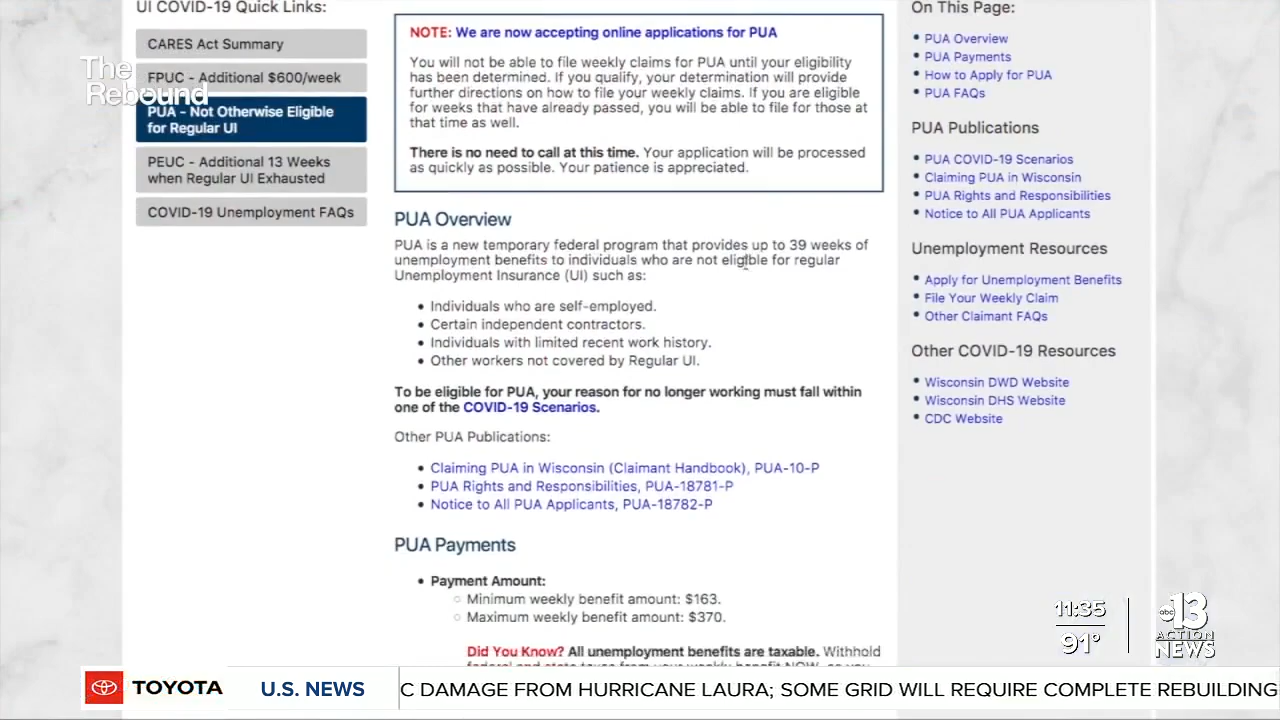 UI COVID-19 Quick Links:
CARES Act Summary
FPUC - Additional $600/week
PUA - Not Otherwise Eligible
for Regular UI
PEUC - Additional 13 Weeks
when Regular UI Exhausted
COVID-19 Unemployment FAQs
The
Rebound
NOTE: We are now accepting online applications for PUA
You will not be able to file weekly claims for PUA until your eligibility
has been determined. If you qualify, your determination will provide
further directions on how to file your weekly claims. If you are eligible
for weeks that have already passed, you will be able to file for those at
that time as well.
There is no need to call at this time. Your application will be processed
as quickly as possible. Your patience is appreciated.
PUA Overview
PUA is a new temporary federal program that provides up to 39 weeks of
unemployment benefits to individuals who are not eligible for regular
Unemployment Insurance (UI) such as:
Individuals who are self-employed.
Certain independent contractors.
Individuals with limited recent work history.
Other workers not covered by Regular UI.
To be eligible for PUA, your reason for no longer working must fall within
one of the COVID-19 Scenarios.
Other PUA Publications:
Claiming PUA in Wisconsin (Claimant Handbook), PUA-10-P
PUA Rights and Responsibilities, PUA-18781-P
Notice to All PUA Applicants, PUA-18782-P
PUA Payments
Payment Amount:
Minimum weekly benefit amount: $163.
Maximum weekly benefit amount: $370.
Did You Know? All unemployment benefits are taxable. Withhold
federal and state taxes from your weekly benefit NOW, so you
On This Page:
PUA Overview
PUA Payments
How to Apply for PUA
PUA FAQs
PUA Publications
PUA COVID-19 Scenarios
Claiming PUA in Wisconsin
PUA Rights and Responsibilities
Notice to All PUA Applicants
Unemployment Resources
Apply for Unemployment Benefits
File Your Weekly Claim
Other Claimant FAQs
Other COVID-19 Resources
Wisconsin DWD Website
Wisconsin DHS Website
CDC Website
11:35
91°
abc 13
ACTION
NEWS
TOYOTA
U.S. NEWS
C DAMAGE FROM HURRICANE LAURA; SOME GRID WILL REQUIRE COMPLETE REBUILDING